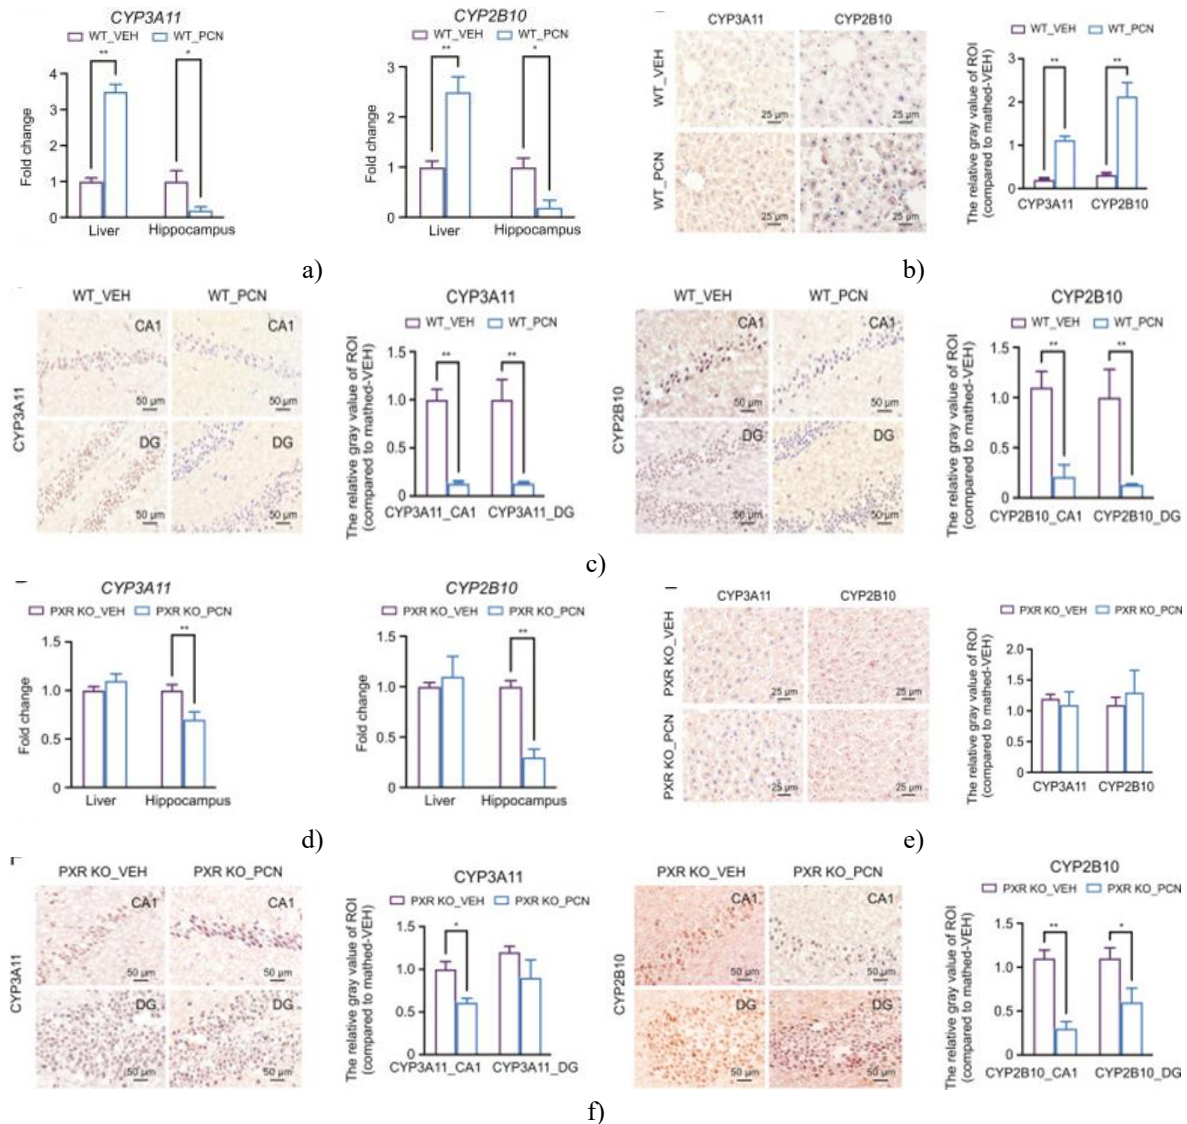 CYP3A11
WT_VEH WT_PCN
**
*
Fold change
4
3
2
1
0
Liver Hippocampus
CYP2B10
WT_VEH WT_PCN
**
*
Fold change
3
2
1
0
Liver Hippocampus
a)
CYP3A11 CYP2B10
WT_VEH
25 µm 25 µm
WT_PCN
25 µm 25 µm
WT_VEH WT_PCN
The relative gray value of ROI
(compared to mathed-VEH)
** **
3
2
1
0
CYP3A11 CYP2B10
b)
WT_VEH WT_PCN
CYP3A11
CA1 CA1
50 µm 50 µm
DG DG
50 µm 50 µm
CYP3A11
WT_VEH WT_PCN
The relative gray value of ROI
(compared to mathed-VEH)
** **
1.5
1.0
0.5
0
CYP3A11_CA1 CYP3A11_DG
WT_VEH WT_PCN
CYP2B10
CA1 CA1
50 µm 50 µm
DG DG
50 µm 50 µm
CYP2B10
WT_VEH WT_PCN
The relative gray value of ROI
(compared to mathed-VEH)
** **
1.5
1.0
0.5
0
CYP2B10_CA1 CYP2B10_DG
c)
CYP3A11
PXR KO_VEH PXR KO_PCN
**
Fold change
1.5
1.0
0.5
0
Liver Hippocampus
CYP2B10
PXR KO_VEH PXR KO_PCN
**
Fold change
1.5
1.0
0.5
0
Liver Hippocampus
d)
CYP3A11 CYP2B10
PXR KO_VEH
25 µm 25 µm
PXR KO_PCN
25 µm 25 µm
PXR KO_VEH PXR KO_PCN
The relative gray value of ROI
(compared to mathed-VEH)
2.0
1.5
1.0
0.5
0
CYP3A11 CYP2B10
e)
PXR KO_VEH PXR KO_PCN
CYP3A11
CA1 CA1
50 µm 50 µm
DG DG
50 µm 50 µm
CYP3A11
PXR KO_VEH PXR KO_PCN
The relative gray value of ROI
(compared to mathed-VEH)
*
1.5
1.0
0.5
0
CYP3A11_CA1 CYP3A11_DG
PXR KO_VEH PXR KO_PCN
CYP2B10
CA1 CA1
50 µm 50 µm
DG DG
50 µm 50 µm
CYP2B10
PXR KO_VEH PXR KO_PCN
The relative gray value of ROI
(compared to mathed-VEH)
** *
1.5
1.0
0.5
0
CYP2B10_CA1 CYP2B10_DG
f)